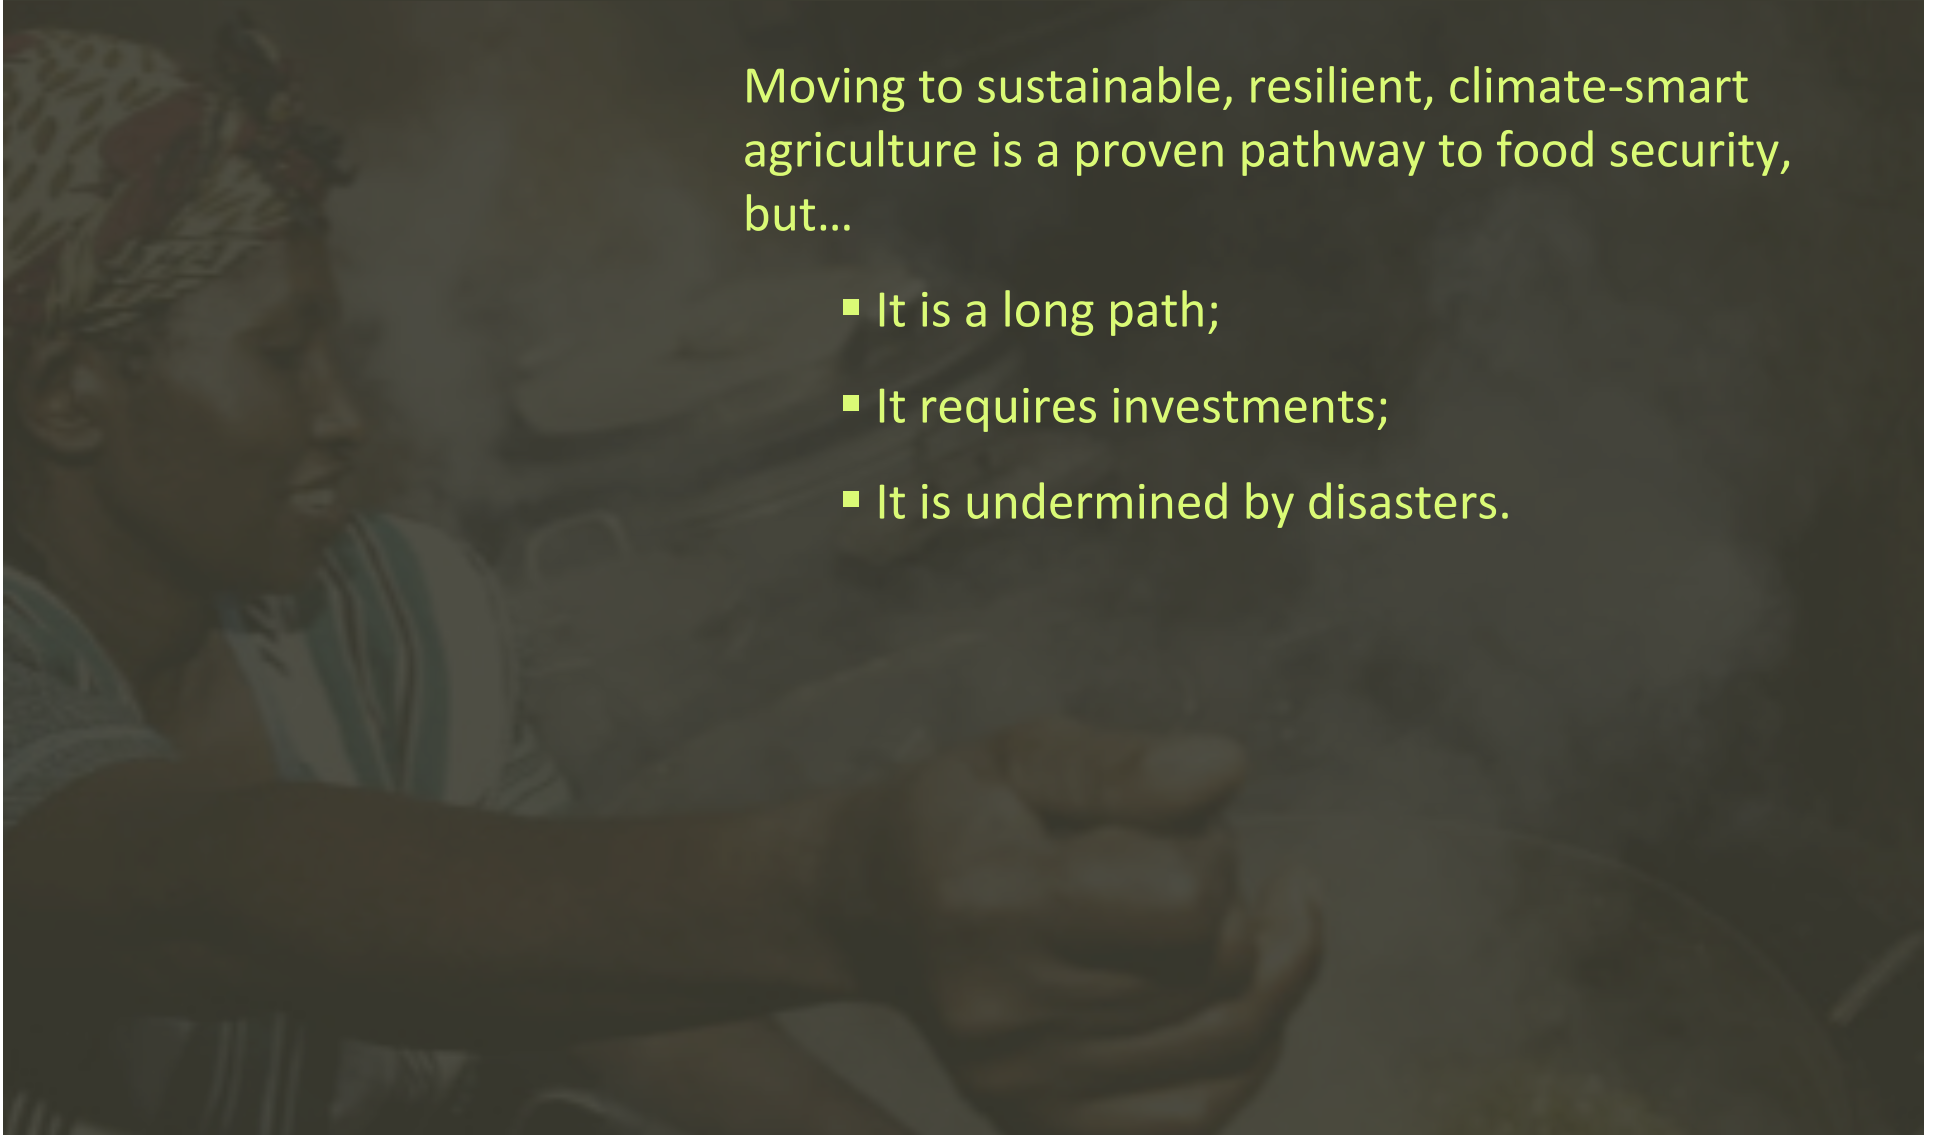 Moving to sustainable, resilient, climate-smart
agriculture is a proven pathway to food security,
but…
▪ It is a long path;
▪ It requires investments;
▪ It is undermined by disasters.